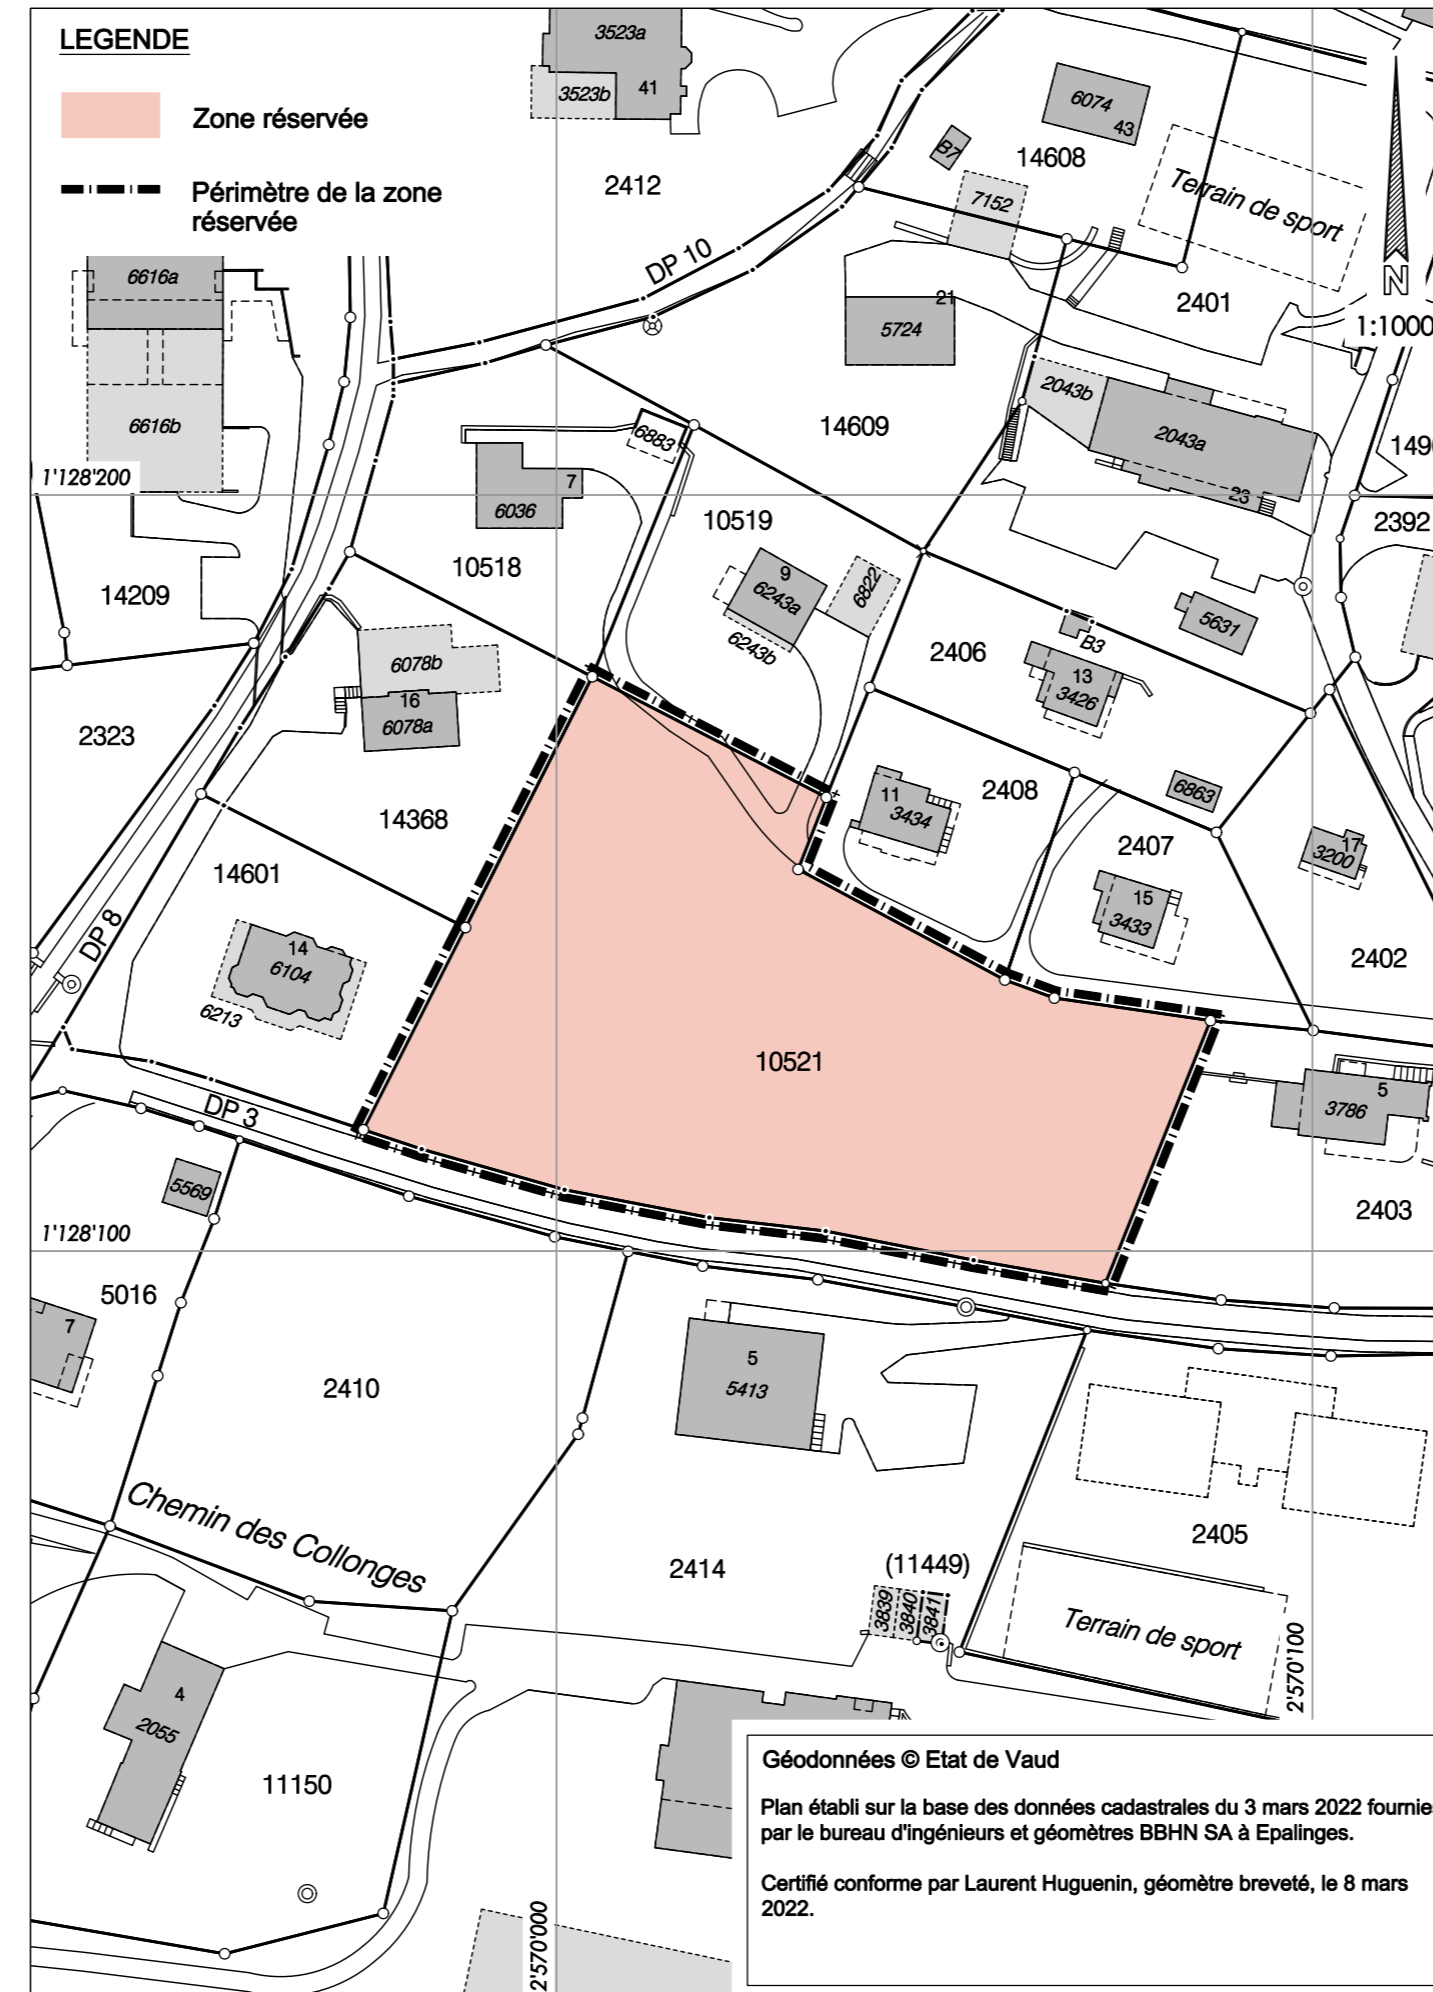 LEGENDE
Zone réservée
Périmètre de la zone
réservée
3523a
3523b
41
2412
6074
43
B7
14608
7152
Terrain de sport
DP 10
N
1:1000
2401
6616a
6616b
21
5724
2043b
2043a
23
14609
1'128'200
6883
7
6036
10519
10518
2392
14209
9
6243a
6822
6243b
5631
2406
B3
13
3426
6078b
16
6078a
2323
14368
11
3434
2408
6863
2407
17
3200
14601
15
3433
14
6104
6213
DP 8
2402
10521
DP 3
5
3786
5569
1'128'100
2403
5016
7
5
5413
2410
Chemin des Collonges
2405
2414
(11449)
3839
3840
3841
Terrain de sport
2'570'100
4
2055
11150
2'570'000
Géodonnées © Etat de Vaud
Plan établi sur la base des données cadastrales du 3 mars 2022 fournies
par le bureau d'ingénieurs et géomètres BBHN SA à Epalinges.
Certifié conforme par Laurent Huguenin, géomètre breveté, le 8 mars
2022.